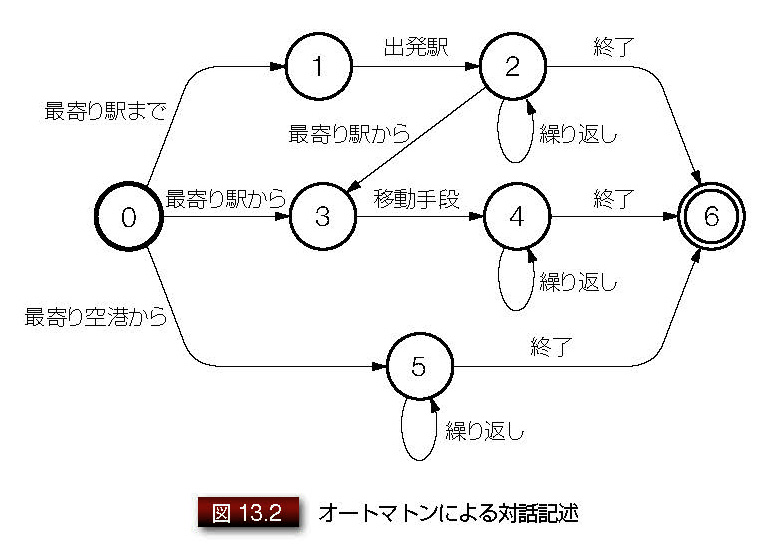 出発駅
終了
1
2
最寄り駅まで
最寄り駅から
繰り返し
最寄り駅から
移動手段
終了
0
3
4
6
繰り返し
最寄り空港から
終了
5
繰り返し
図 13.2 オートマトンによる対話記述